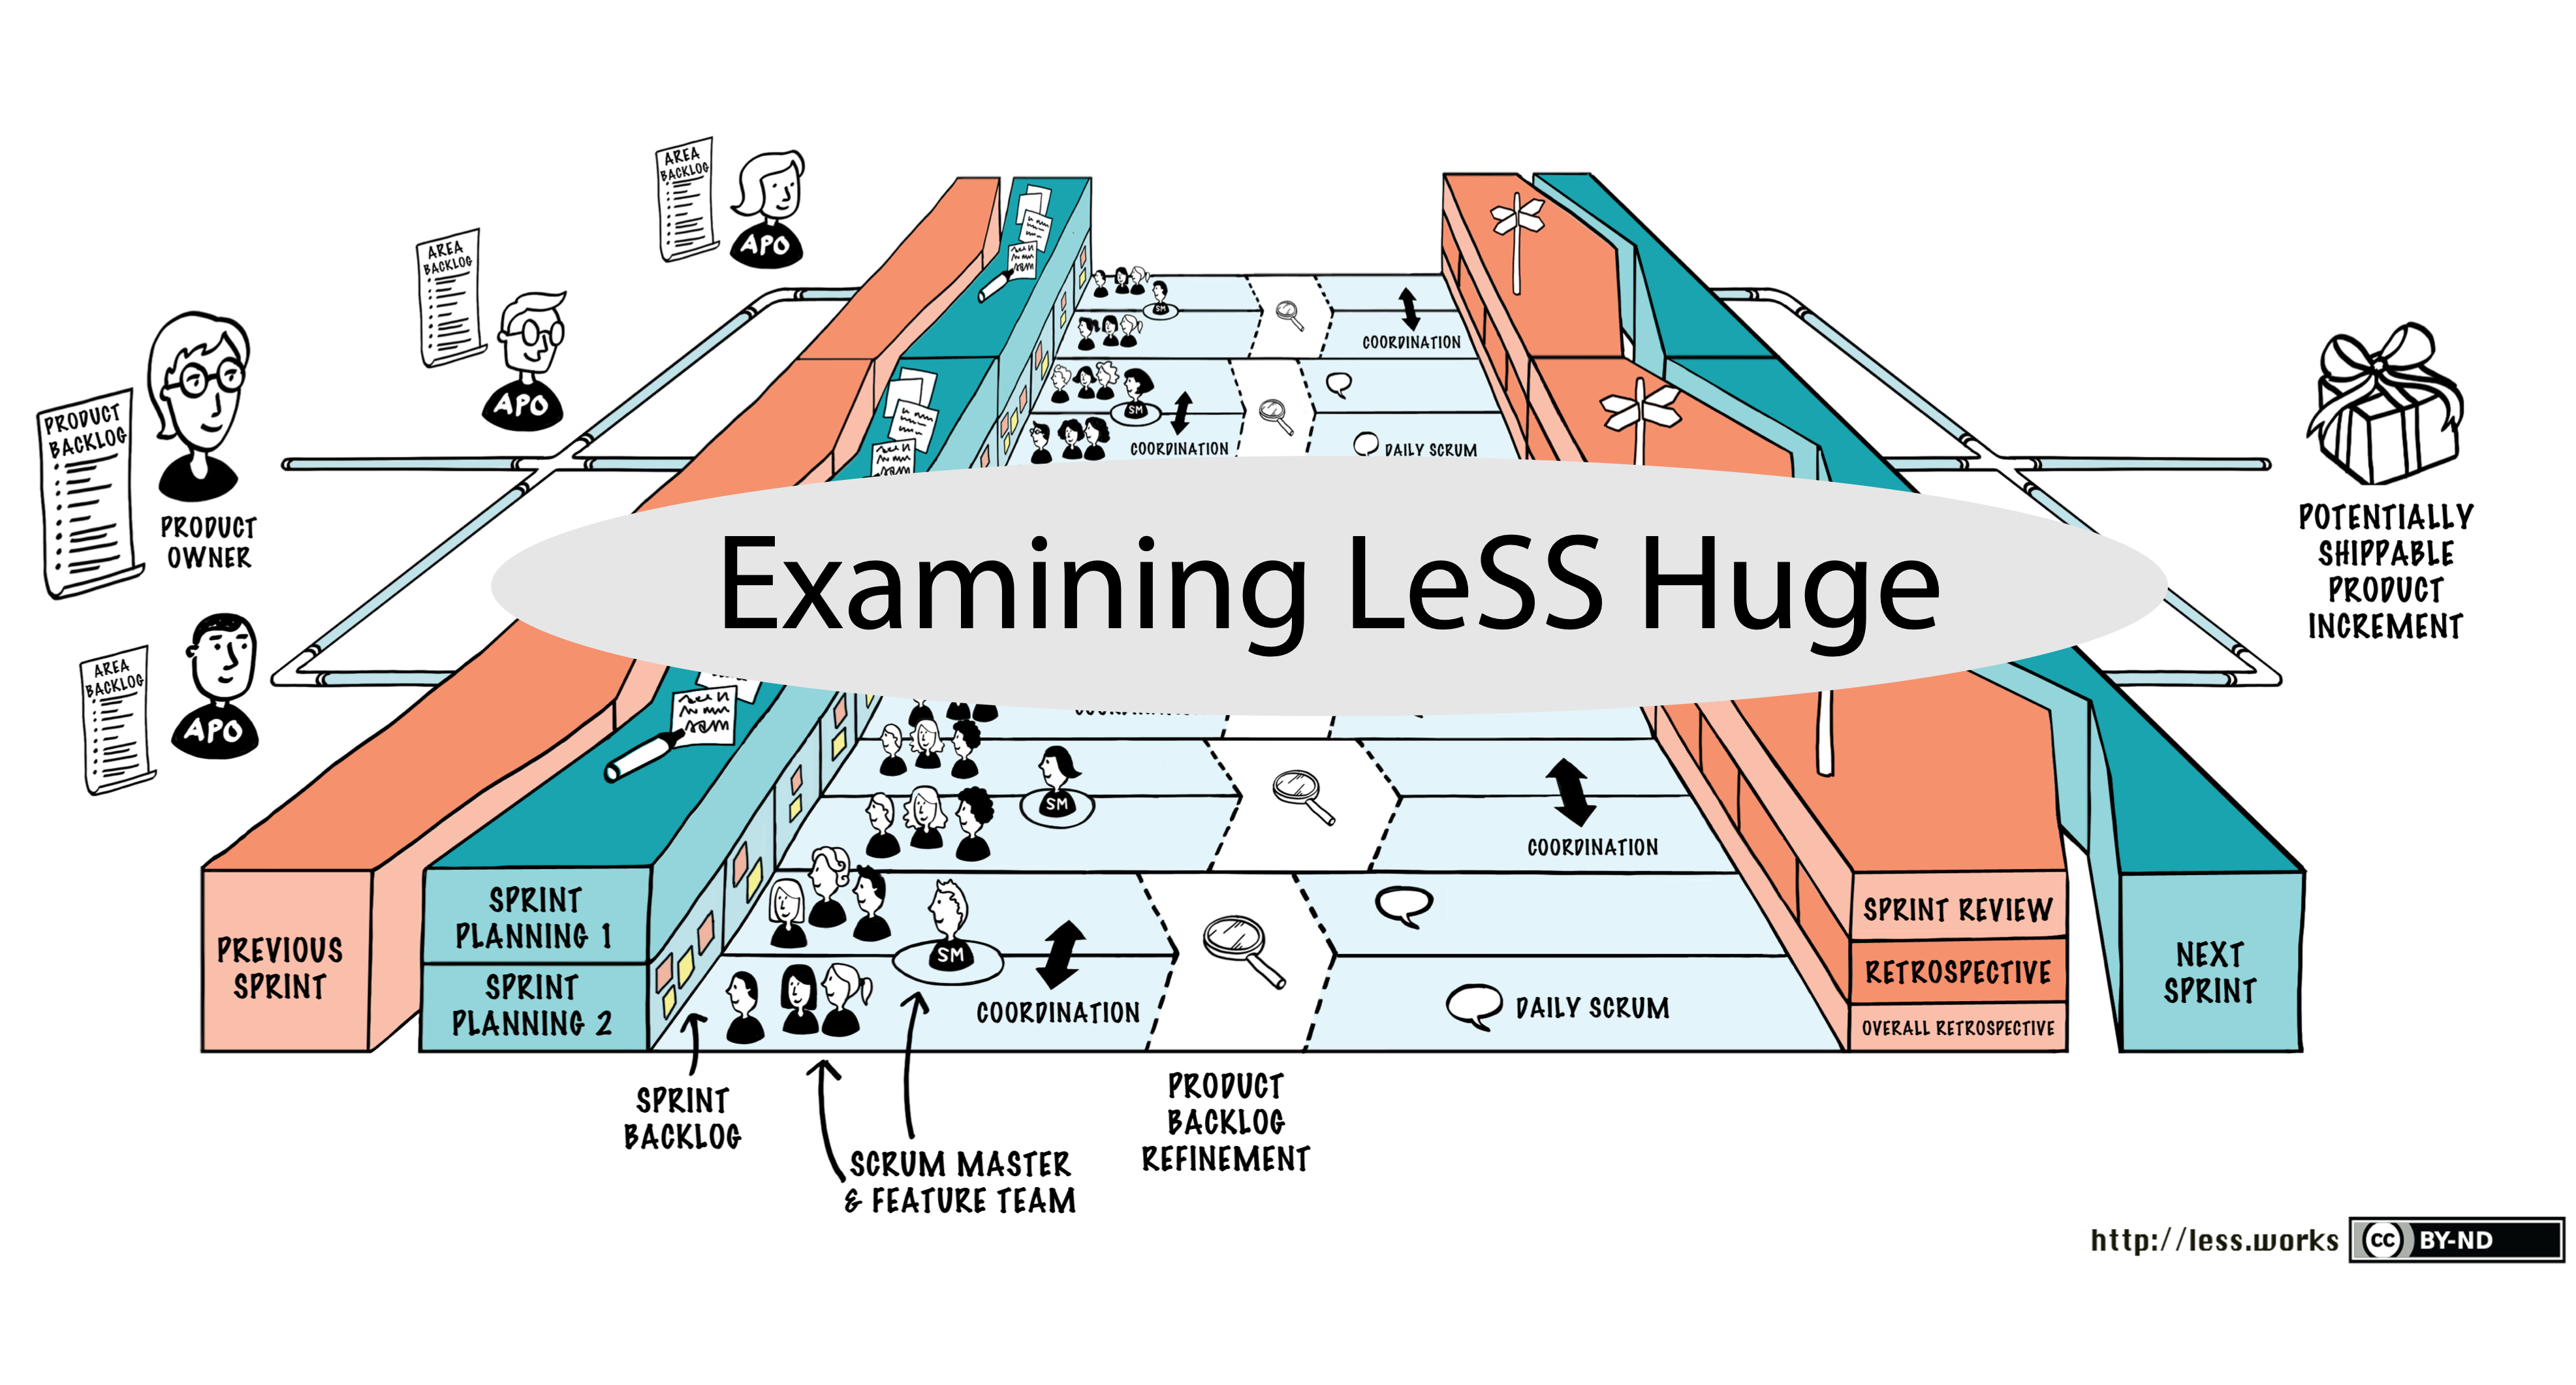 AREA
BACKLOG
APO
AREA
BACKLOG
APO
PRODUCT
BACKLOG
PRODUCT
OWNER
AREA
BACKLOG
APO
SM
COORDINATION
SM
COORDINATION
DAILY SCRUM
Examining LeSS Huge
POTENTIALLY
SHIPPABLE
PRODUCT
INCREMENT
SM
COORDINATION
PREVIOUS
SPRINT
SPRINT
PLANNING 1
SPRINT
PLANNING 2
SM
COORDINATION
DAILY SCRUM
SPRINT REVIEW
RETROSPECTIVE
OVERALL RETROSPECTIVE
NEXT
SPRINT
SPRINT
BACKLOG
SCRUM MASTER
& FEATURE TEAM
PRODUCT
BACKLOG
REFINEMENT
http://less.works
cc BY-ND